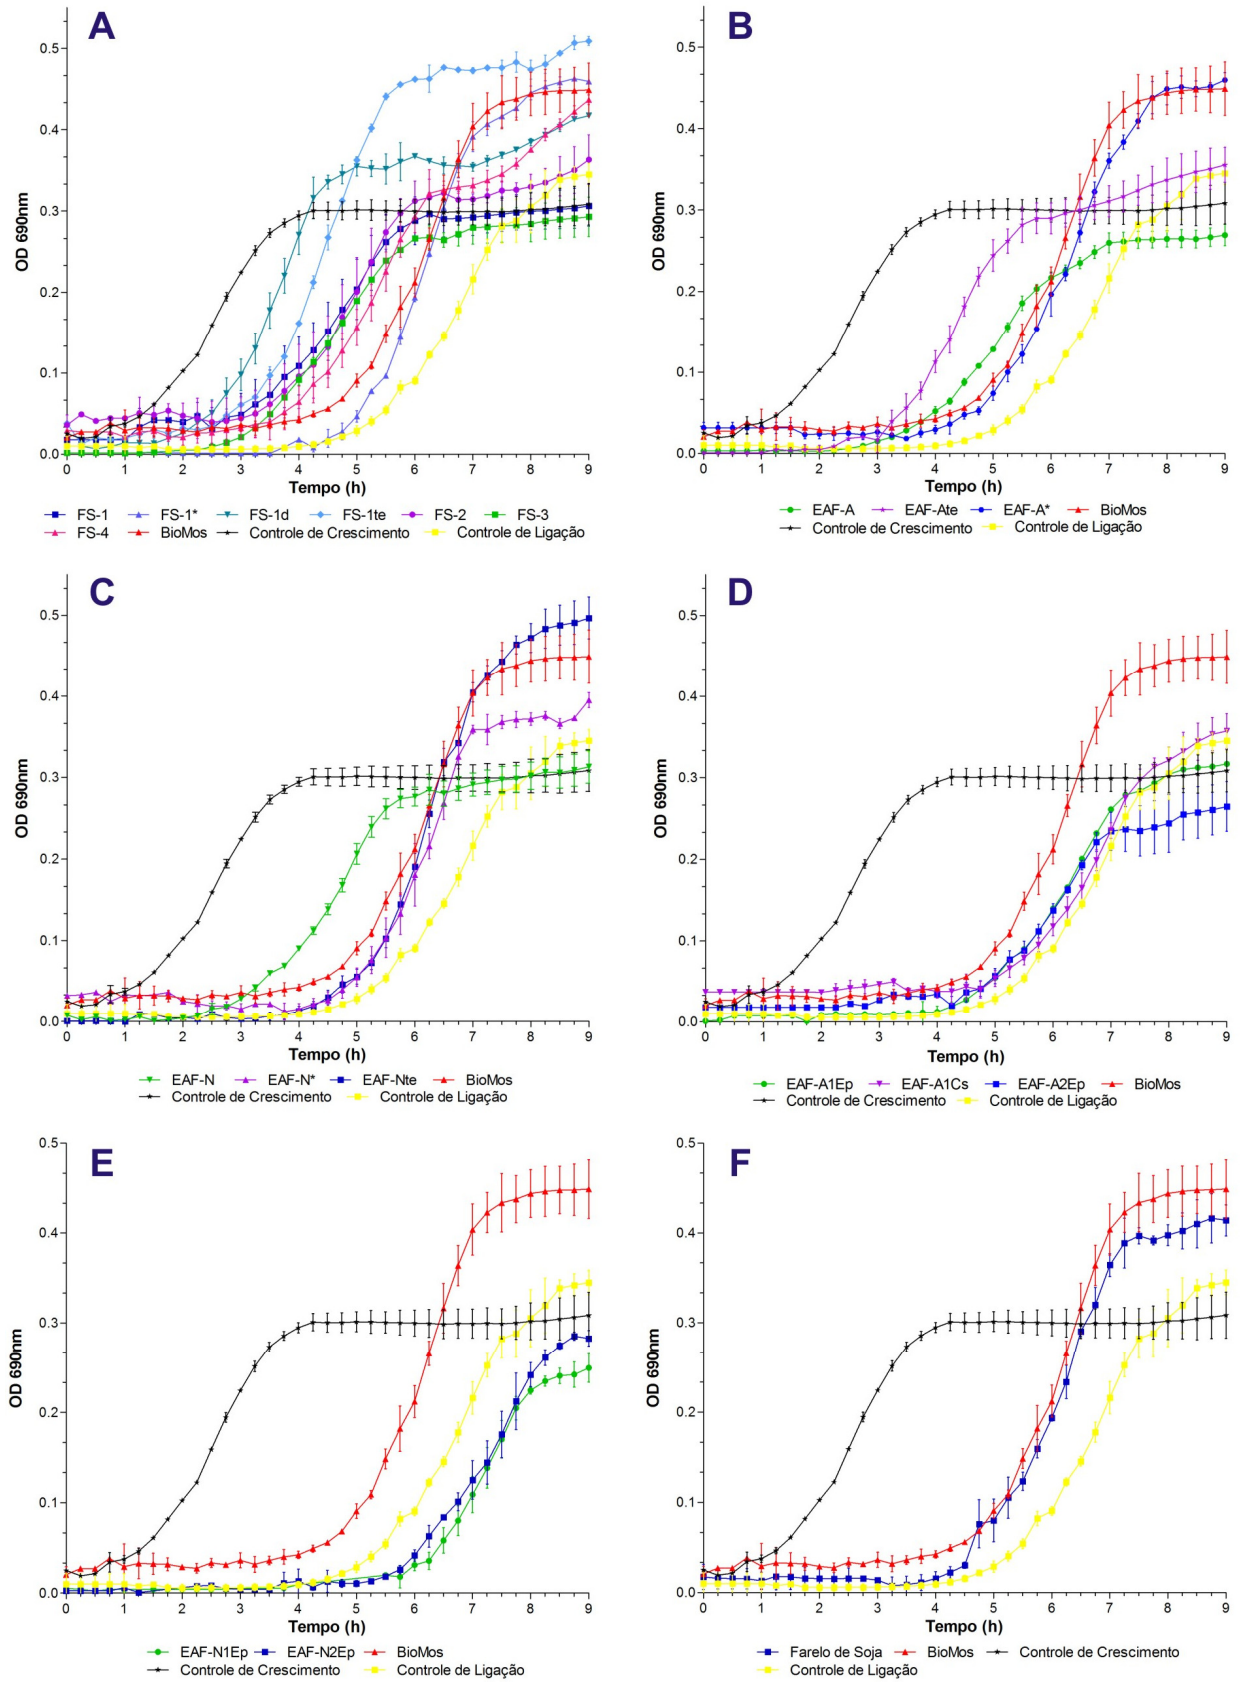 A
0.5
0.4
0.3
0.2
0.1
0.0
OD 690nm
0 1 2 3 4 5 6 7 8 9
Tempo (h)
FS-1 FS-1* FS-1d FS-1te FS-2 FS-3
FS-4 BioMos Controle de Crescimento Controle de Ligação
B
0.5
0.4
0.3
0.2
0.1
0.0
OD 690nm
0 1 2 3 4 5 6 7 8 9
Tempo (h)
EAF-A EAF-Ate EAF-A* BioMos
Controle de Crescimento Controle de Ligação
C
0.5
0.4
0.3
0.2
0.1
0.0
OD 690nm
0 1 2 3 4 5 6 7 8 9
Tempo (h)
EAF-N EAF-N* EAF-Nte BioMos
Controle de Crescimento Controle de Ligação
D
0.5
0.4
0.3
0.2
0.1
0.0
OD 690nm
0 1 2 3 4 5 6 7 8 9
Tempo (h)
EAF-A1Ep EAF-A1Cs EAF-A2Ep BioMos
Controle de Crescimento Controle de Ligação
E
0.5
0.4
0.3
0.2
0.1
0.0
OD 690nm
0 1 2 3 4 5 6 7 8 9
Tempo (h)
EAF-N1Ep EAF-N2Ep BioMos
Controle de Crescimento Controle de Ligação
F
0.5
0.4
0.3
0.2
0.1
0.0
OD 690nm
0 1 2 3 4 5 6 7 8 9
Tempo (h)
Farelo de Soja BioMos Controle de Crescimento
Controle de Ligação